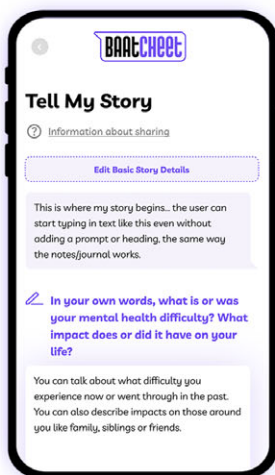 BAATCHEET
Tell My Story
Information about sharing
Edit Basic Story Details
This is where my story begins... the user can
start typing in text like this even without
adding a prompt or heading, the same way
the notes/journal works.
In your own words, what is or was
your mental health difficulty? What
impact does or did it have on your
life?
You can talk about what difficulty you
experience now or went through in the past.
You can also describe impacts on those around
you like family, siblings or friends.